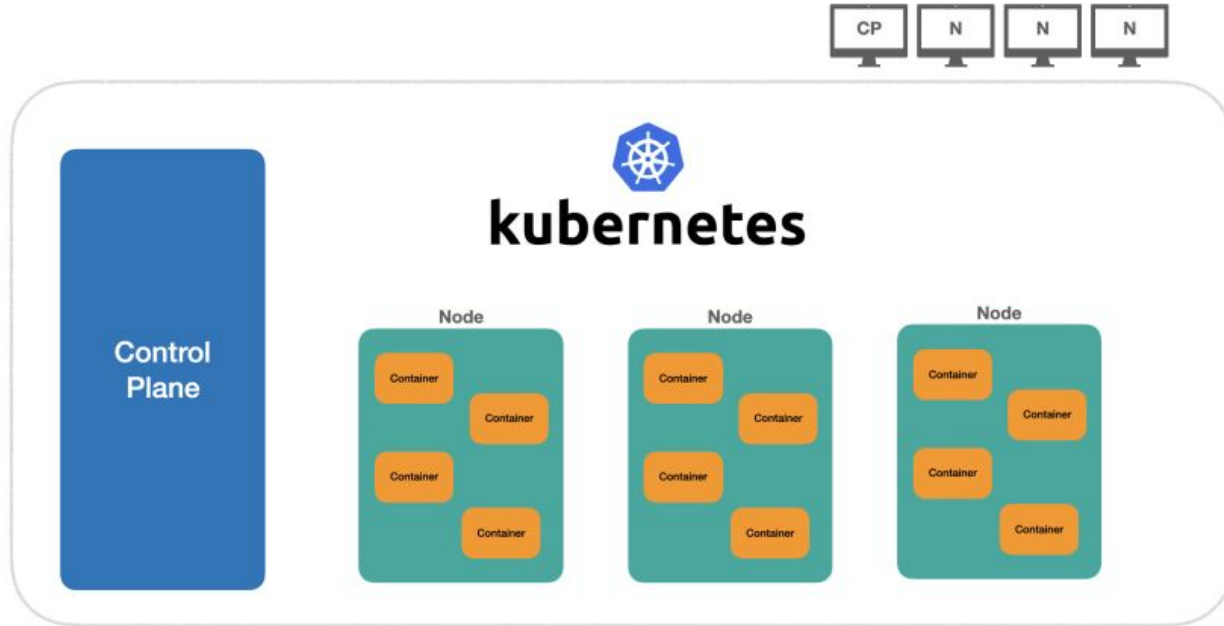 CP
N
N
N
kubernetes
Control
Plane
Node
Container
Container
Container
Container
Node
Container
Container
Container
Container
Node
Container
Container
Container
Container